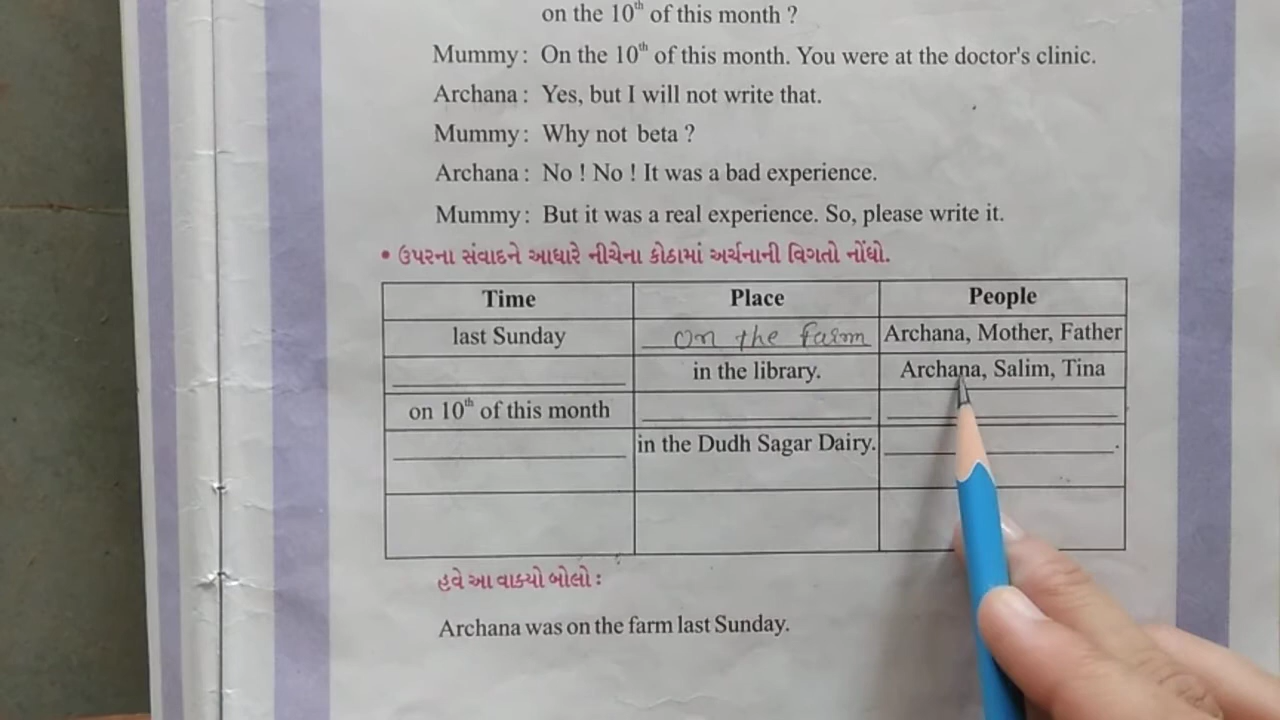 on the 10th of this month ?
Mummy : On the 10th of this month. You were at the doctor's clinic.
Archana : Yes, but I will not write that.
Mummy : Why not beta ?
Archana : No ! No ! It was a bad experience.
Mummy : But it was a real experience. So, please write it.
• ઉપરના સંવાદને આધારે નીચેના કોઠામાં અર્ચનાની વિગતો નોંધો.
Time Place People
last Sunday on the farm Archana, Mother, Father
in the library. Archana, Salim, Tina
on 10th of this month
in the Dudh Sagar Dairy.
હવે આ વાક્યો બોલો :
Archana was on the farm last Sunday.